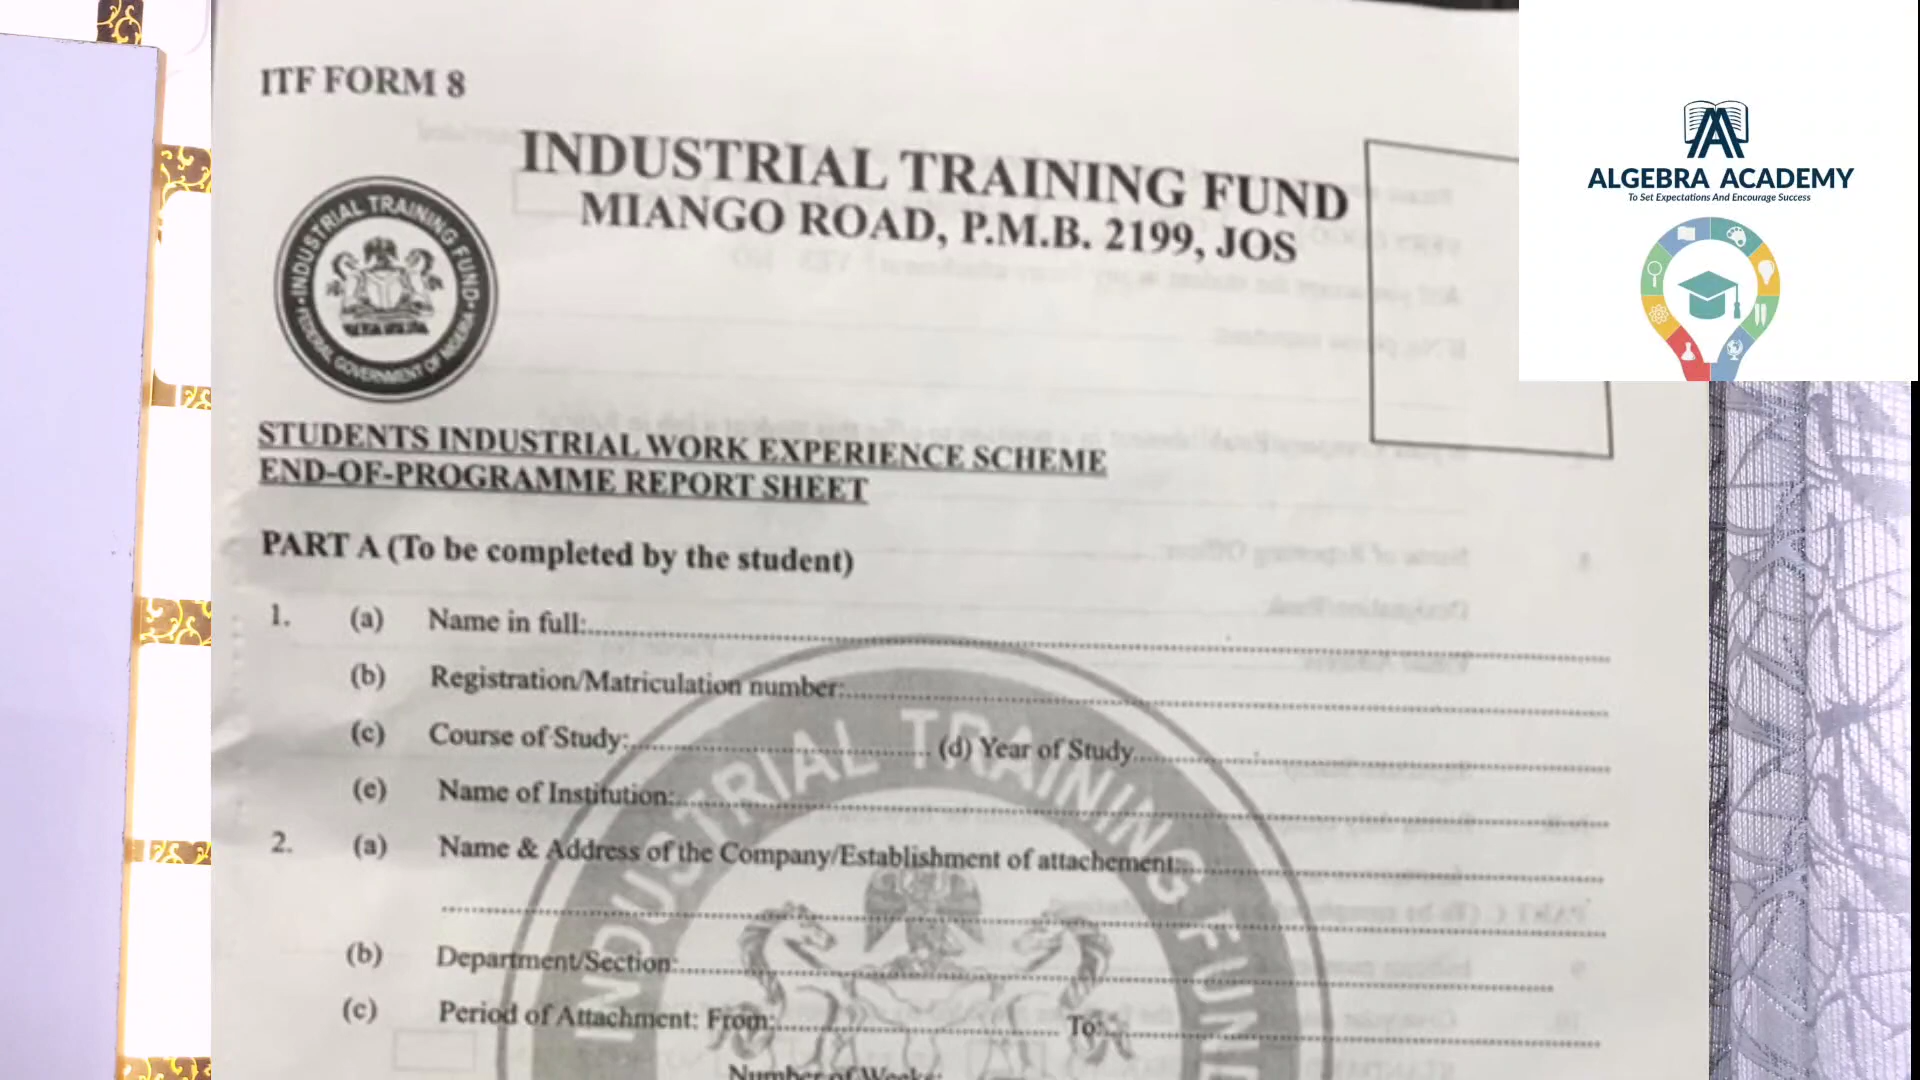 ITF FORM 8
INDUSTRIAL TRAINING FUND
MIANGO ROAD, P.M.B. 2199, JOS
INDUSTRIAL TRAINING FUND
FEDERAL GOVERNMENT OF NIGERIA
ALGEBRA ACADEMY
To Set Expectations And Encourage Success
STUDENTS INDUSTRIAL WORK EXPERIENCE SCHEME
END-OF-PROGRAMME REPORT SHEET
PART A (To be completed by the student)
1. (a) Name in full:
(b) Registration/Matriculation number:
(c) Course of Study: (d) Year of Study
(e) Name of Institution:
2. (a) Name & Address of the Company/Establishment of attachement:
(b) Department/Section:
(c) Period of Attachment: From: To:
Number of Weeks:
INDUSTRIAL TRAINING FUND